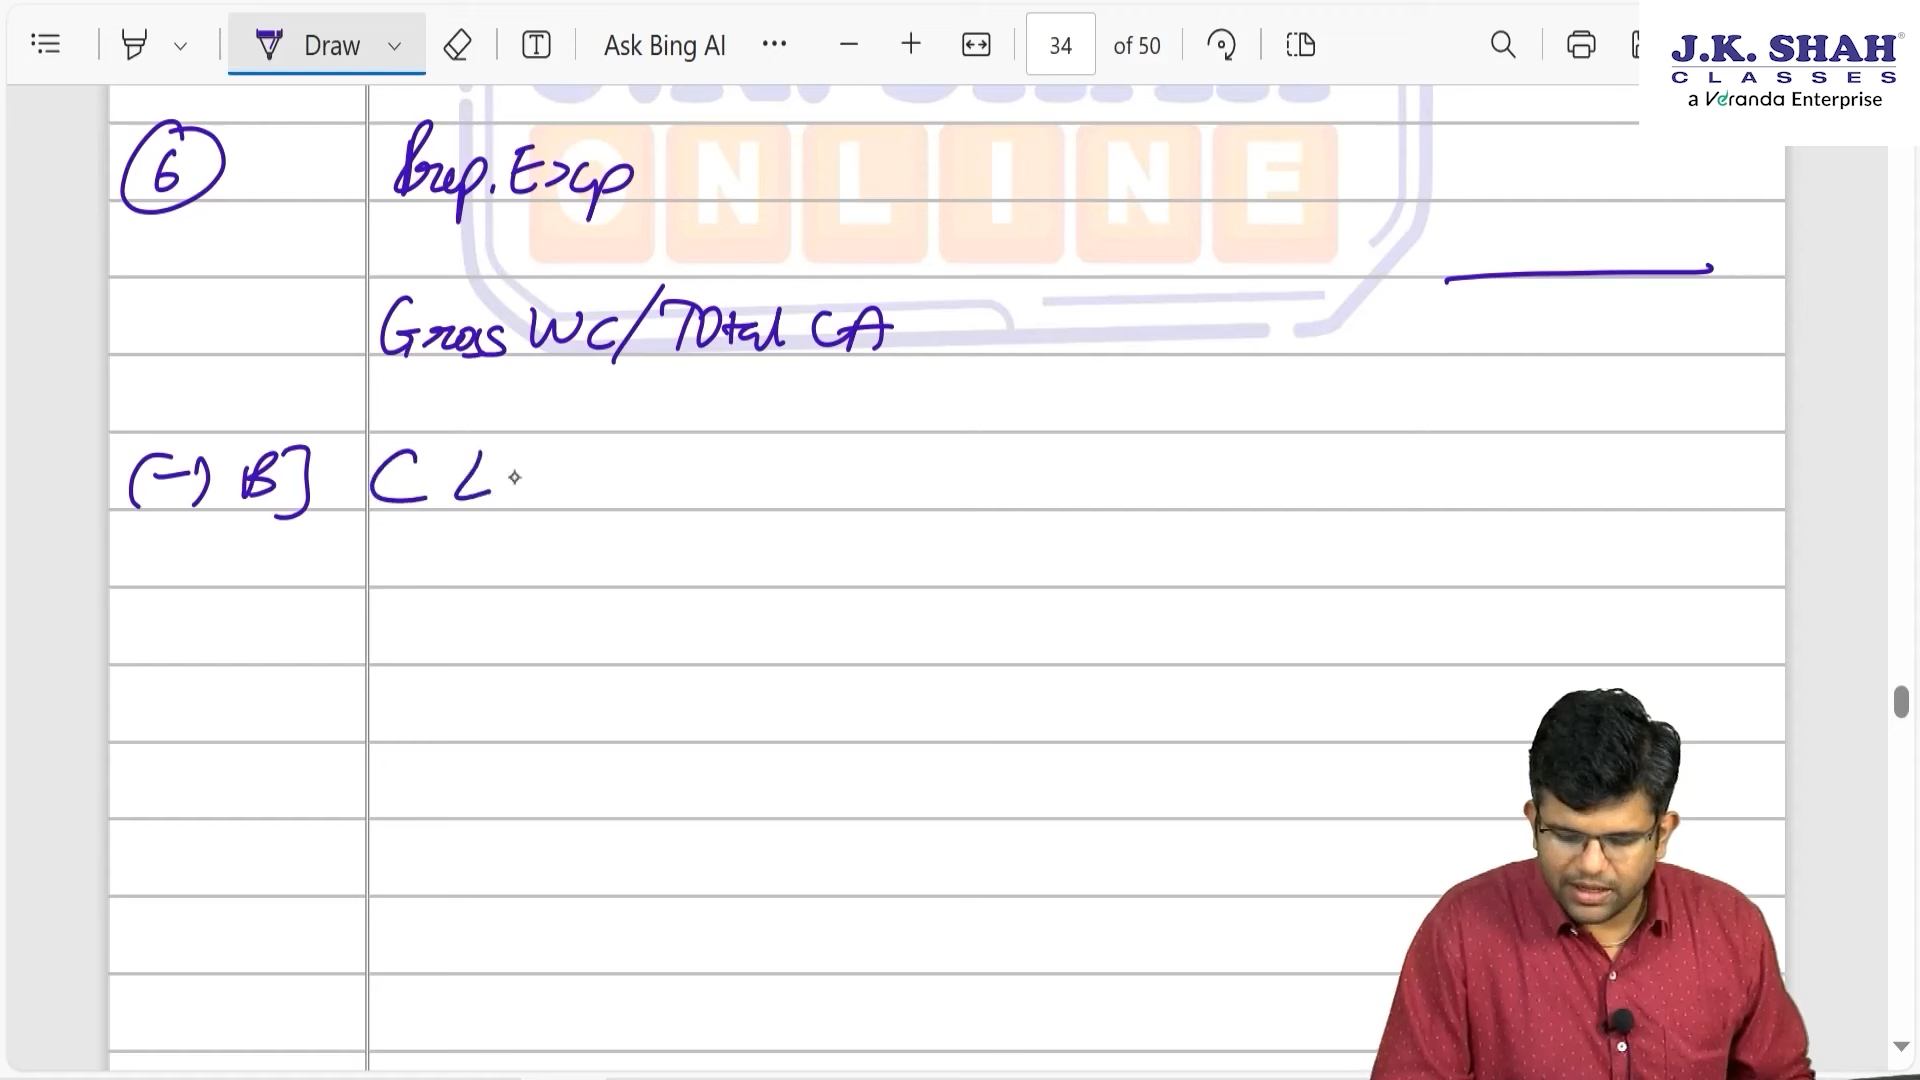 Draw
Ask Bing AI
34 of 50
J.K. SHAH®
CLASSES
a Veranda Enterprise
ONLINE
6 Prep. Exp
Gross WC/Total CA
(-) B] CL